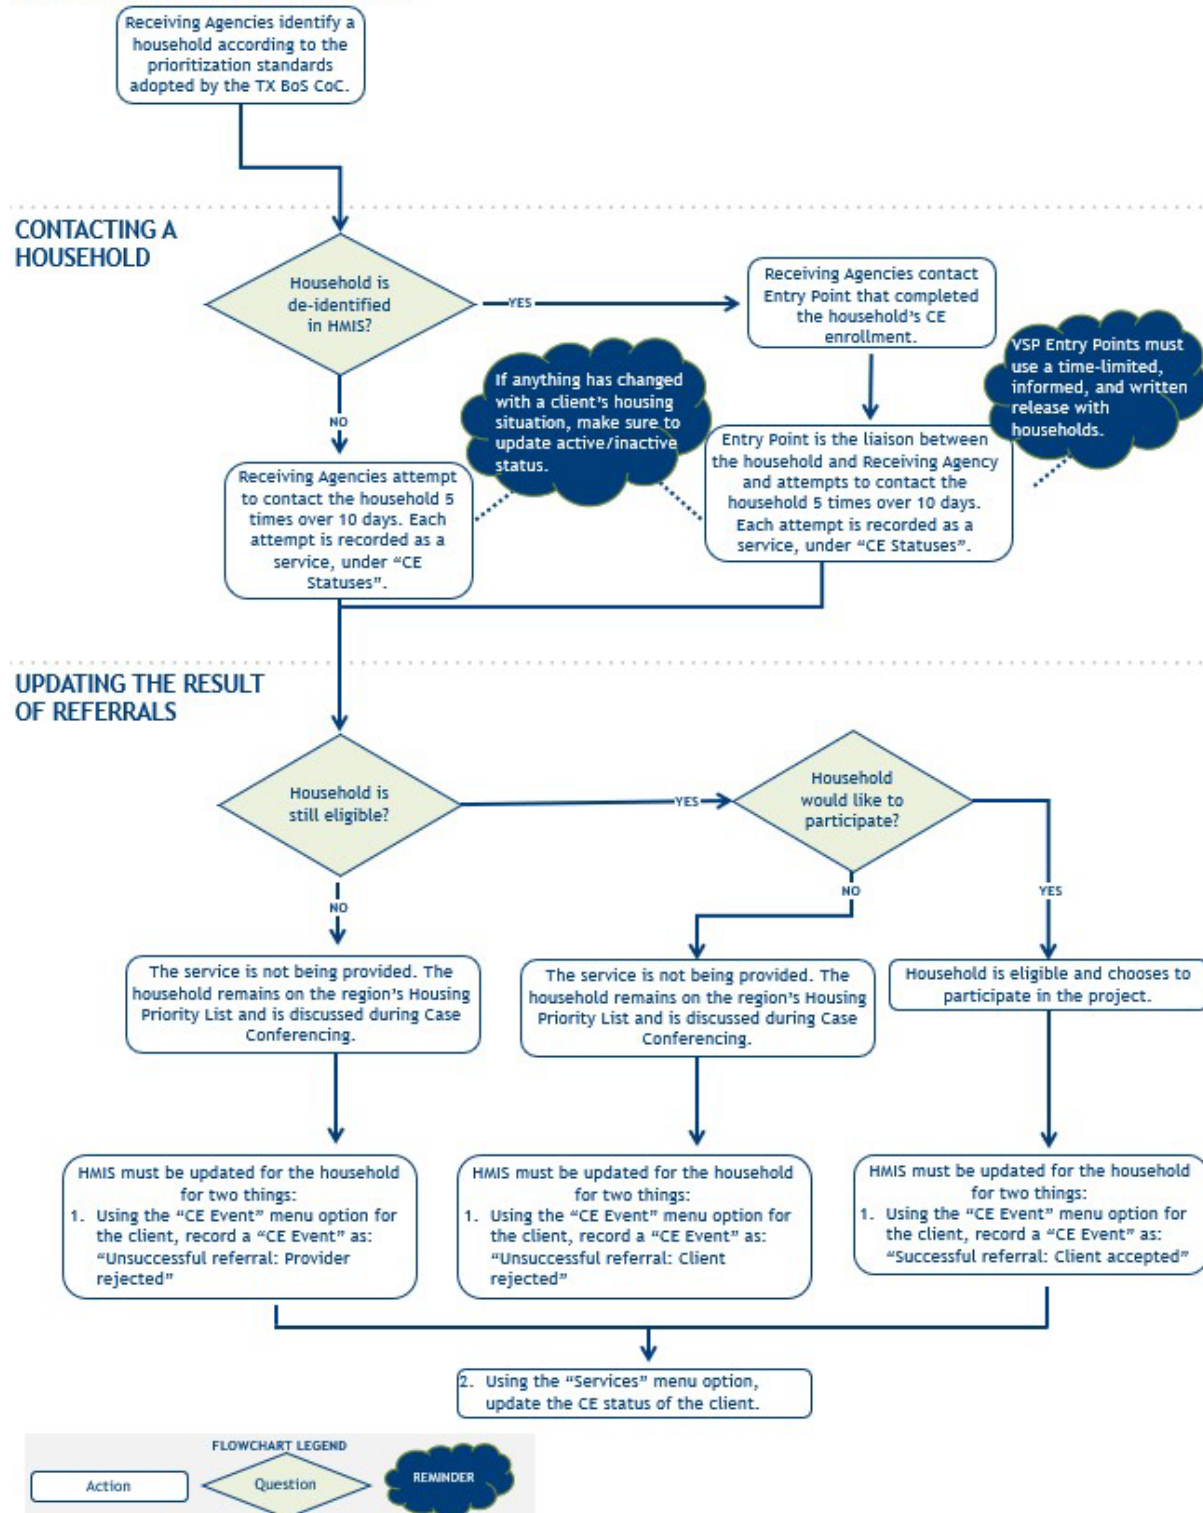 Receiving Agencies identify a
household according to the
prioritization standards
adopted by the TX BoS CoC.
CONTACTING A
HOUSEHOLD
Household is
de-identified
in HMIS?
YES
Receiving Agencies contact
Entry Point that completed
the household's CE
enrollment.
VSP Entry Points must
use a time-limited,
informed, and written
release with
households.
If anything has changed
with a client's housing
situation, make sure to
update active/inactive
status.
NO
Receiving Agencies attempt
to contact the household 5
times over 10 days. Each
attempt is recorded as a
service, under “CE
Statuses”.
Entry Point is the liaison between
the household and Receiving Agency
and attempts to contact the
household 5 times over 10 days.
Each attempt is recorded as a
service, under “CE Statuses”.
UPDATING THE RESULT
OF REFERRALS
Household is
still eligible?
YES
Household
would like to
participate?
NO
NO
YES
The service is not being provided. The
household remains on the region's Housing
Priority List and is discussed during Case
Conferencing.
The service is not being provided. The
household remains on the region's Housing
Priority List and is discussed during Case
Conferencing.
Household is eligible and chooses to
participate in the project.
HMIS must be updated for the household
for two things:
1. Using the “CE Event” menu option for
the client, record a “CE Event” as:
“Unsuccessful referral: Provider
rejected”
HMIS must be updated for the household
for two things:
1. Using the “CE Event” menu option for
the client, record a “CE Event” as:
“Unsuccessful referral: Client
rejected”
HMIS must be updated for the household
for two things:
1. Using the “CE Event” menu option for
the client, record a “CE Event” as:
“Successful referral: Client accepted”
2. Using the “Services” menu option,
update the CE status of the client.
FLOWCHART LEGEND
Action
Question
REMINDER